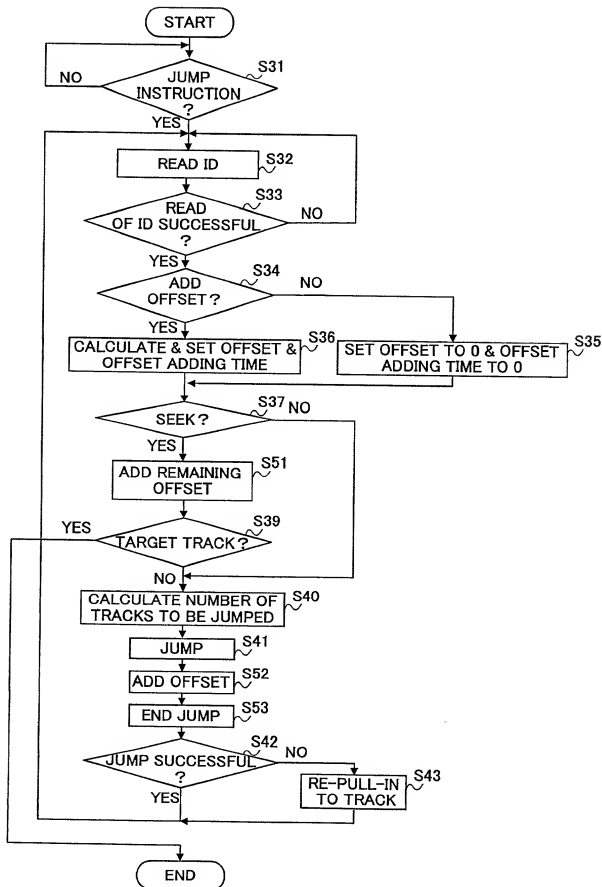 START
S31
JUMP
INSTRUCTION
?
NO
YES
READ ID
S32
S33
READ
OF ID SUCCESSFUL
?
NO
YES
S34
ADD
OFFSET?
NO
YES
S36
CALCULATE & SET OFFSET &
OFFSET ADDING TIME
S35
SET OFFSET TO 0 & OFFSET
ADDING TIME TO 0
S37
SEEK?
NO
YES
S51
ADD REMAINING
OFFSET
S39
YES
TARGET TRACK?
NO
S40
CALCULATE NUMBER OF
TRACKS TO BE JUMPED
S41
JUMP
S52
ADD OFFSET
S53
END JUMP
S42
JUMP SUCCESSFUL
?
NO
YES
S43
RE-PULL-IN
TO TRACK
END